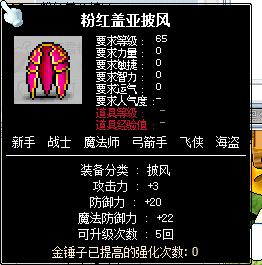 粉红盖亚披风
要求等级 : 65
要求力量 : 0
要求敏捷 : 0
要求智力 : 0
要求运气 : 0
要求人气度 : -
道具等级 : -
道具经验值 : -
新手 战士 魔法师 弓箭手 飞侠 海盗
装备分类 : 披风
攻击力 : +3
防御力 : +20
魔法防御力 : +22
可升级次数 : 5回
金锤子已提高的强化次数: 0